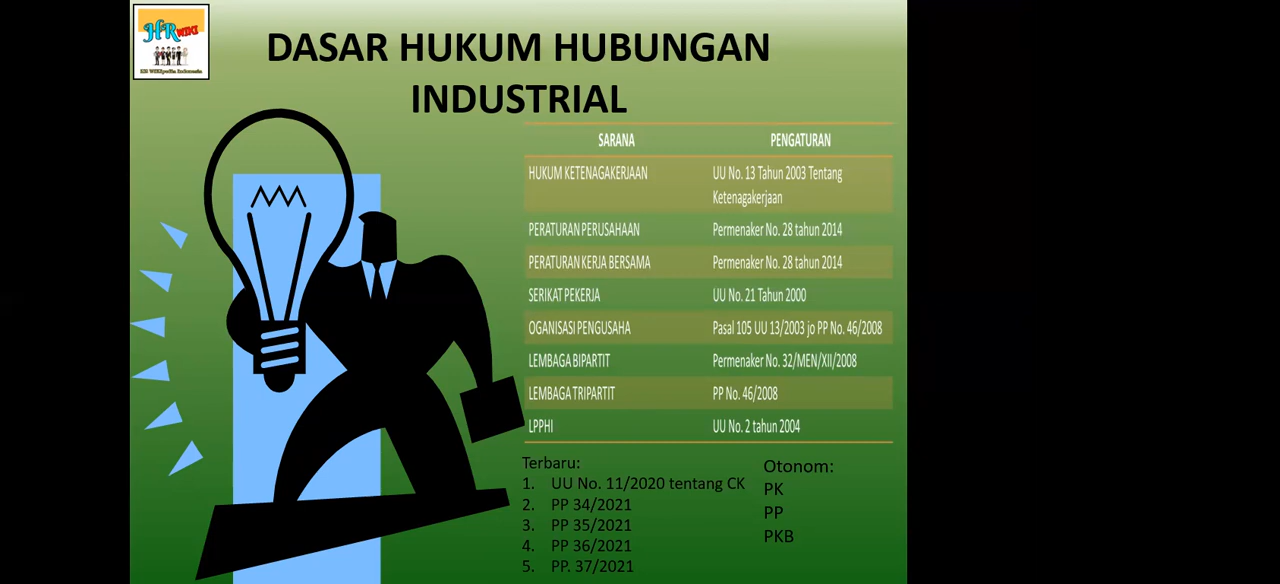 HR WIKI
HR WIKIpedia Indonesia
DASAR HUKUM HUBUNGAN
INDUSTRIAL
SARANA PENGATURAN
HUKUM KETENAGAKERJAAN UU No. 13 Tahun 2003 Tentang
Ketenagakerjaan
PERATURAN PERUSAHAAN Permenaker No. 28 tahun 2014
PERATURAN KERJA BERSAMA Permenaker No. 28 tahun 2014
SERIKAT PEKERJA UU No. 21 Tahun 2000
OGANISASI PENGUSAHA Pasal 105 UU 13/2003 jo PP No. 46/2008
LEMBAGA BIPARTIT Permenaker No. 32/MEN/XII/2008
LEMBAGA TRIPARTIT PP No. 46/2008
LPPHI UU No. 2 tahun 2004
Terbaru:
1. UU No. 11/2020 tentang CK
2. PP 34/2021
3. PP 35/2021
4. PP 36/2021
5. PP. 37/2021
Otonom:
PK
PP
PKB